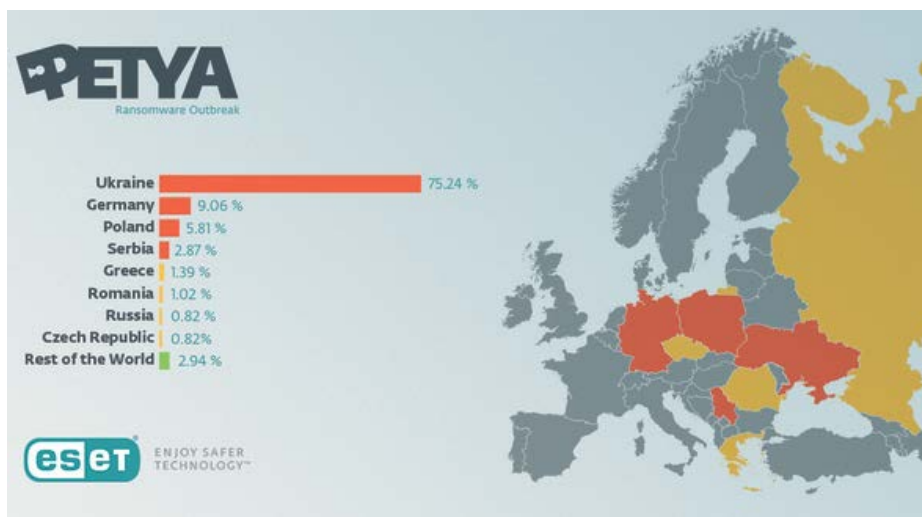 PETYA
Ransomware Outbreak
Ukraine 75.24 %
Germany 9.06 %
Poland 5.81 %
Serbia 2.87 %
Greece 1.39 %
Romania 1.02 %
Russia 0.82 %
Czech Republic 0.82%
Rest of the World 2.94 %
eset ®
ENJOY SAFER
TECHNOLOGY™